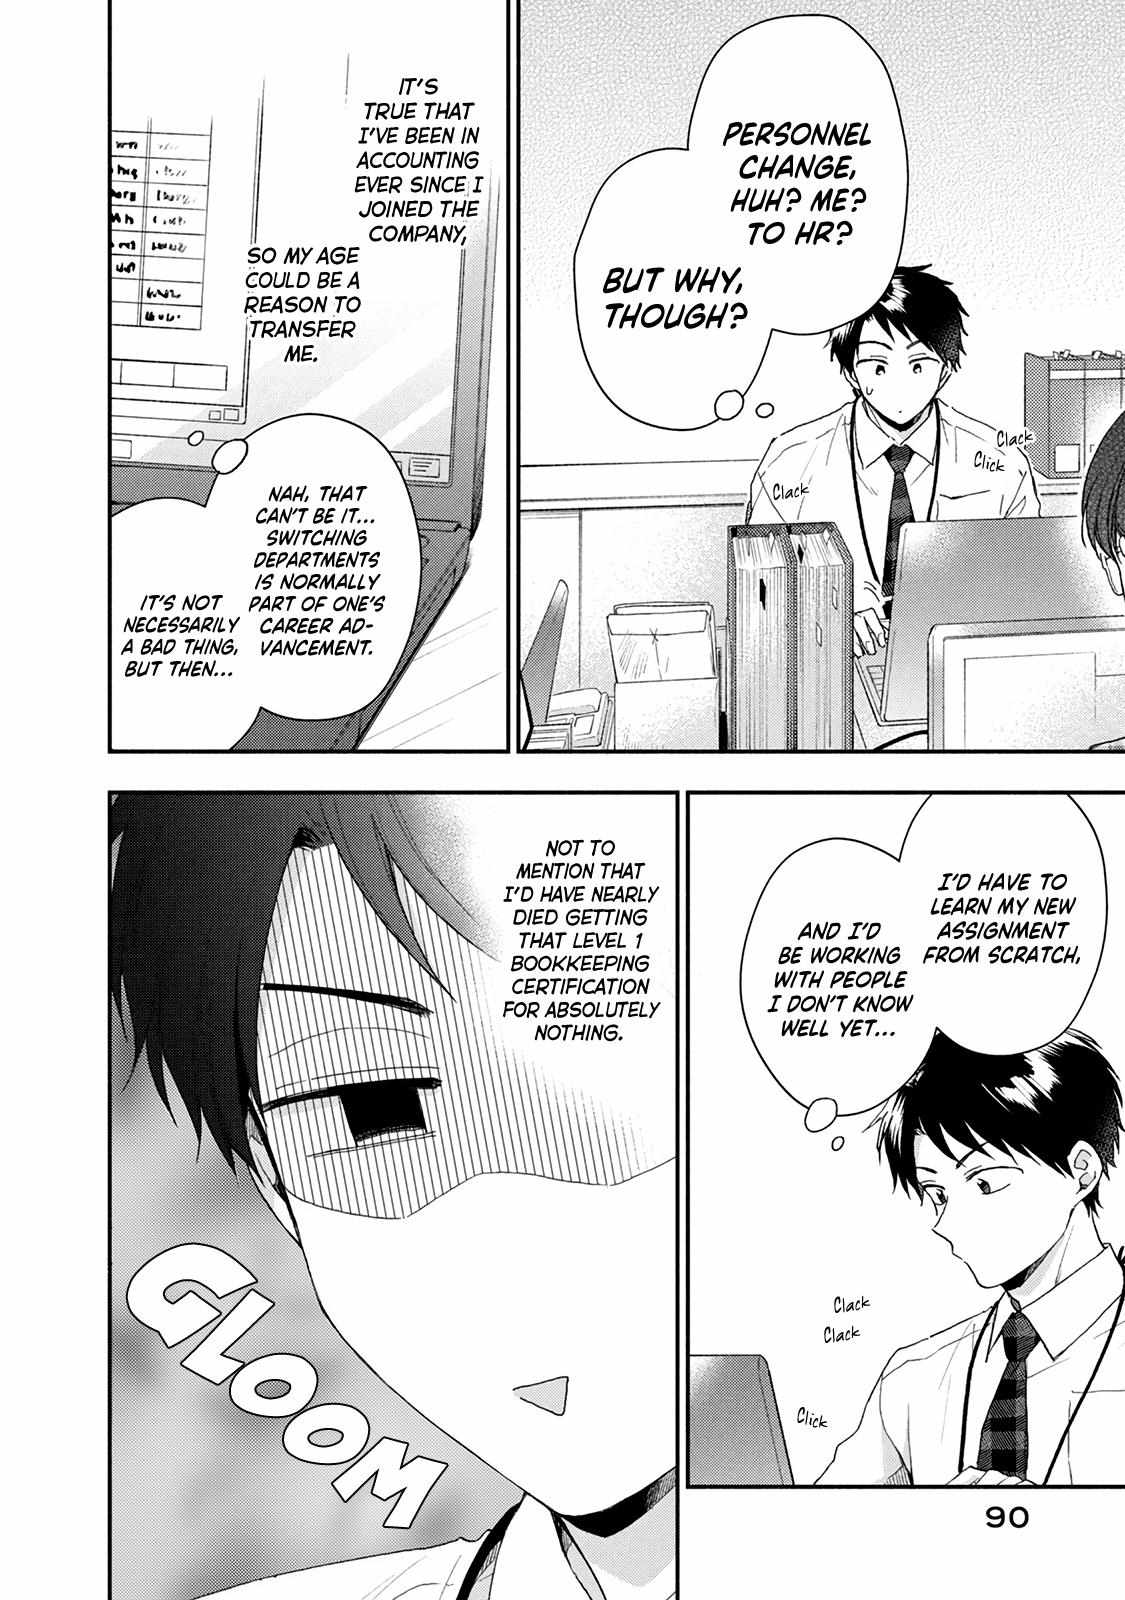 PERSONNEL
CHANGE,
HUH? ME?
TO HR?
BUT WHY,
THOUGH?
Clack
Click
Clack
IT'S
TRUE THAT
I'VE BEEN IN
ACCOUNTING
EVER SINCE I
JOINED THE
COMPANY,
SO MY AGE
COULD BE A
REASON TO
TRANSFER
ME.
NAH, THAT
CAN'T BE IT...
SWITCHING
DEPARTMENTS
IS NORMALLY
PART OF ONE'S
CAREER AD-
VANCEMENT.
IT'S NOT
NECESSARILY
A BAD THING,
BUT THEN...
I'D HAVE TO
LEARN MY NEW
ASSIGNMENT
FROM SCRATCH,
AND I'D
BE WORKING
WITH PEOPLE
I DON'T KNOW
WELL YET...
Clack
Clack
Click
NOT TO
MENTION THAT
I'D HAVE NEARLY
DIED GETTING
THAT LEVEL 1
BOOKKEEPING
CERTIFICATION
FOR ABSOLUTELY
NOTHING.
GLOOM
90